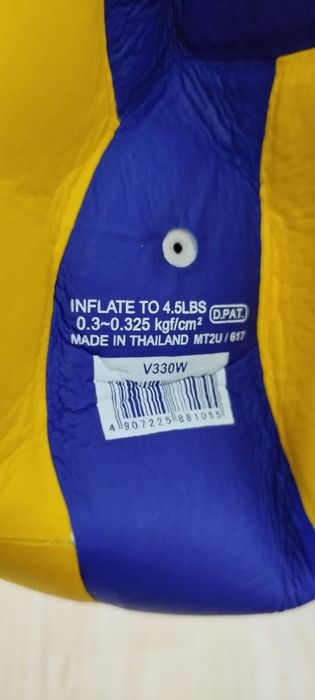 INFLATE TO 4.5LBS D.PAT.
0.3~0.325 kgf/cm²
MADE IN THAILAND MT2U / 617
V330W
4 907225 881055